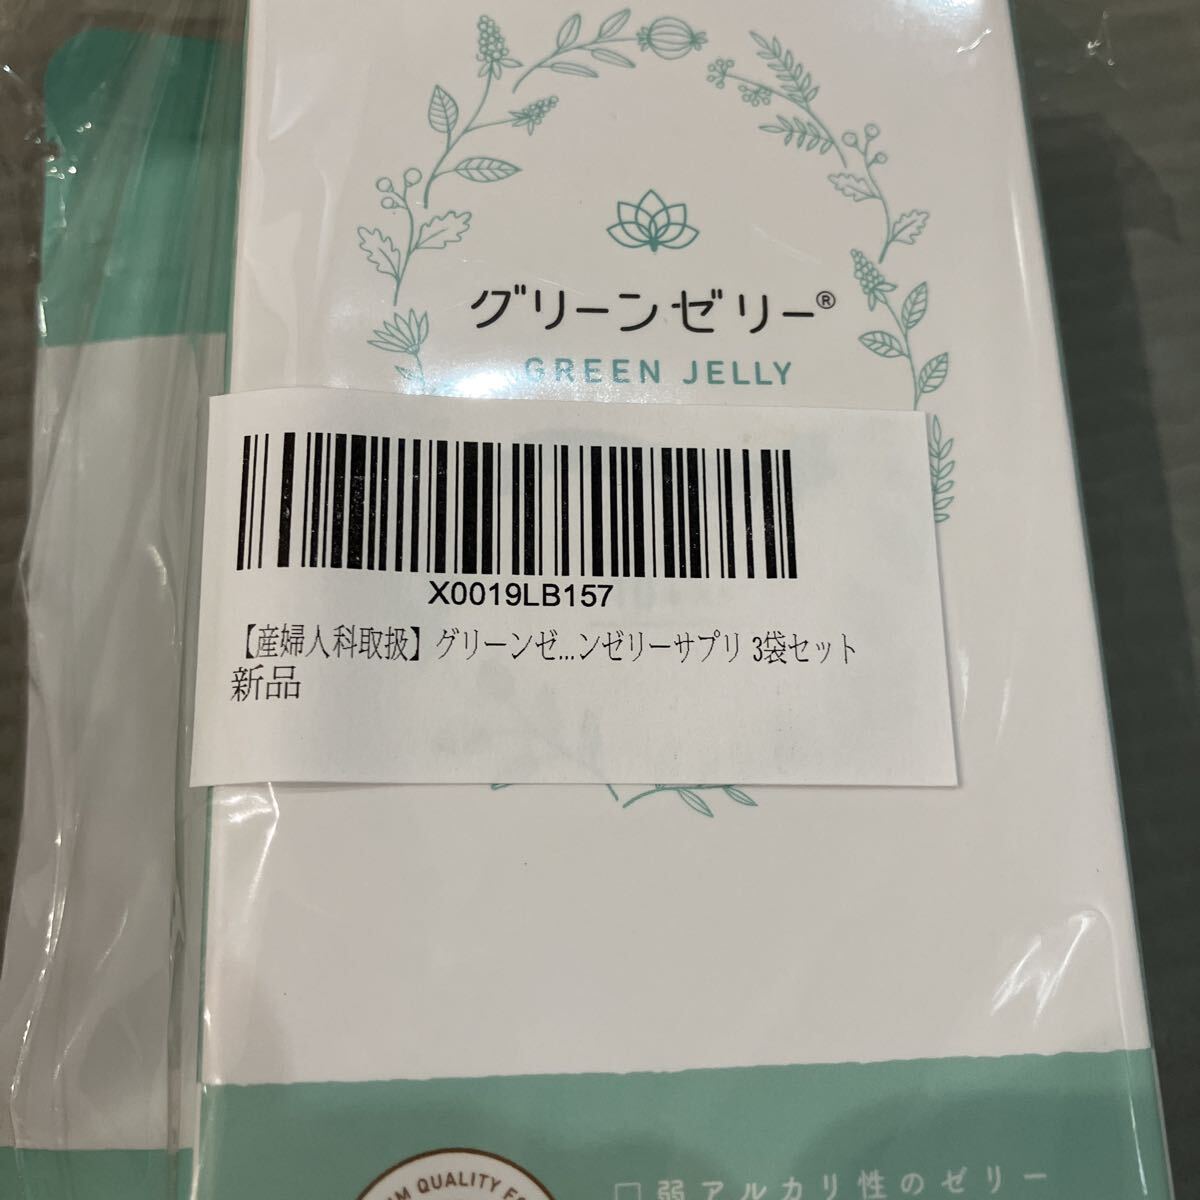 グリーンゼリー®
GREEN JELLY
X0019LB157
【産婦人科取扱】グリーンゼ...ンゼリーサプリ 3袋セット
新品
QUALITY
□ 弱アルカリ性のゼリー